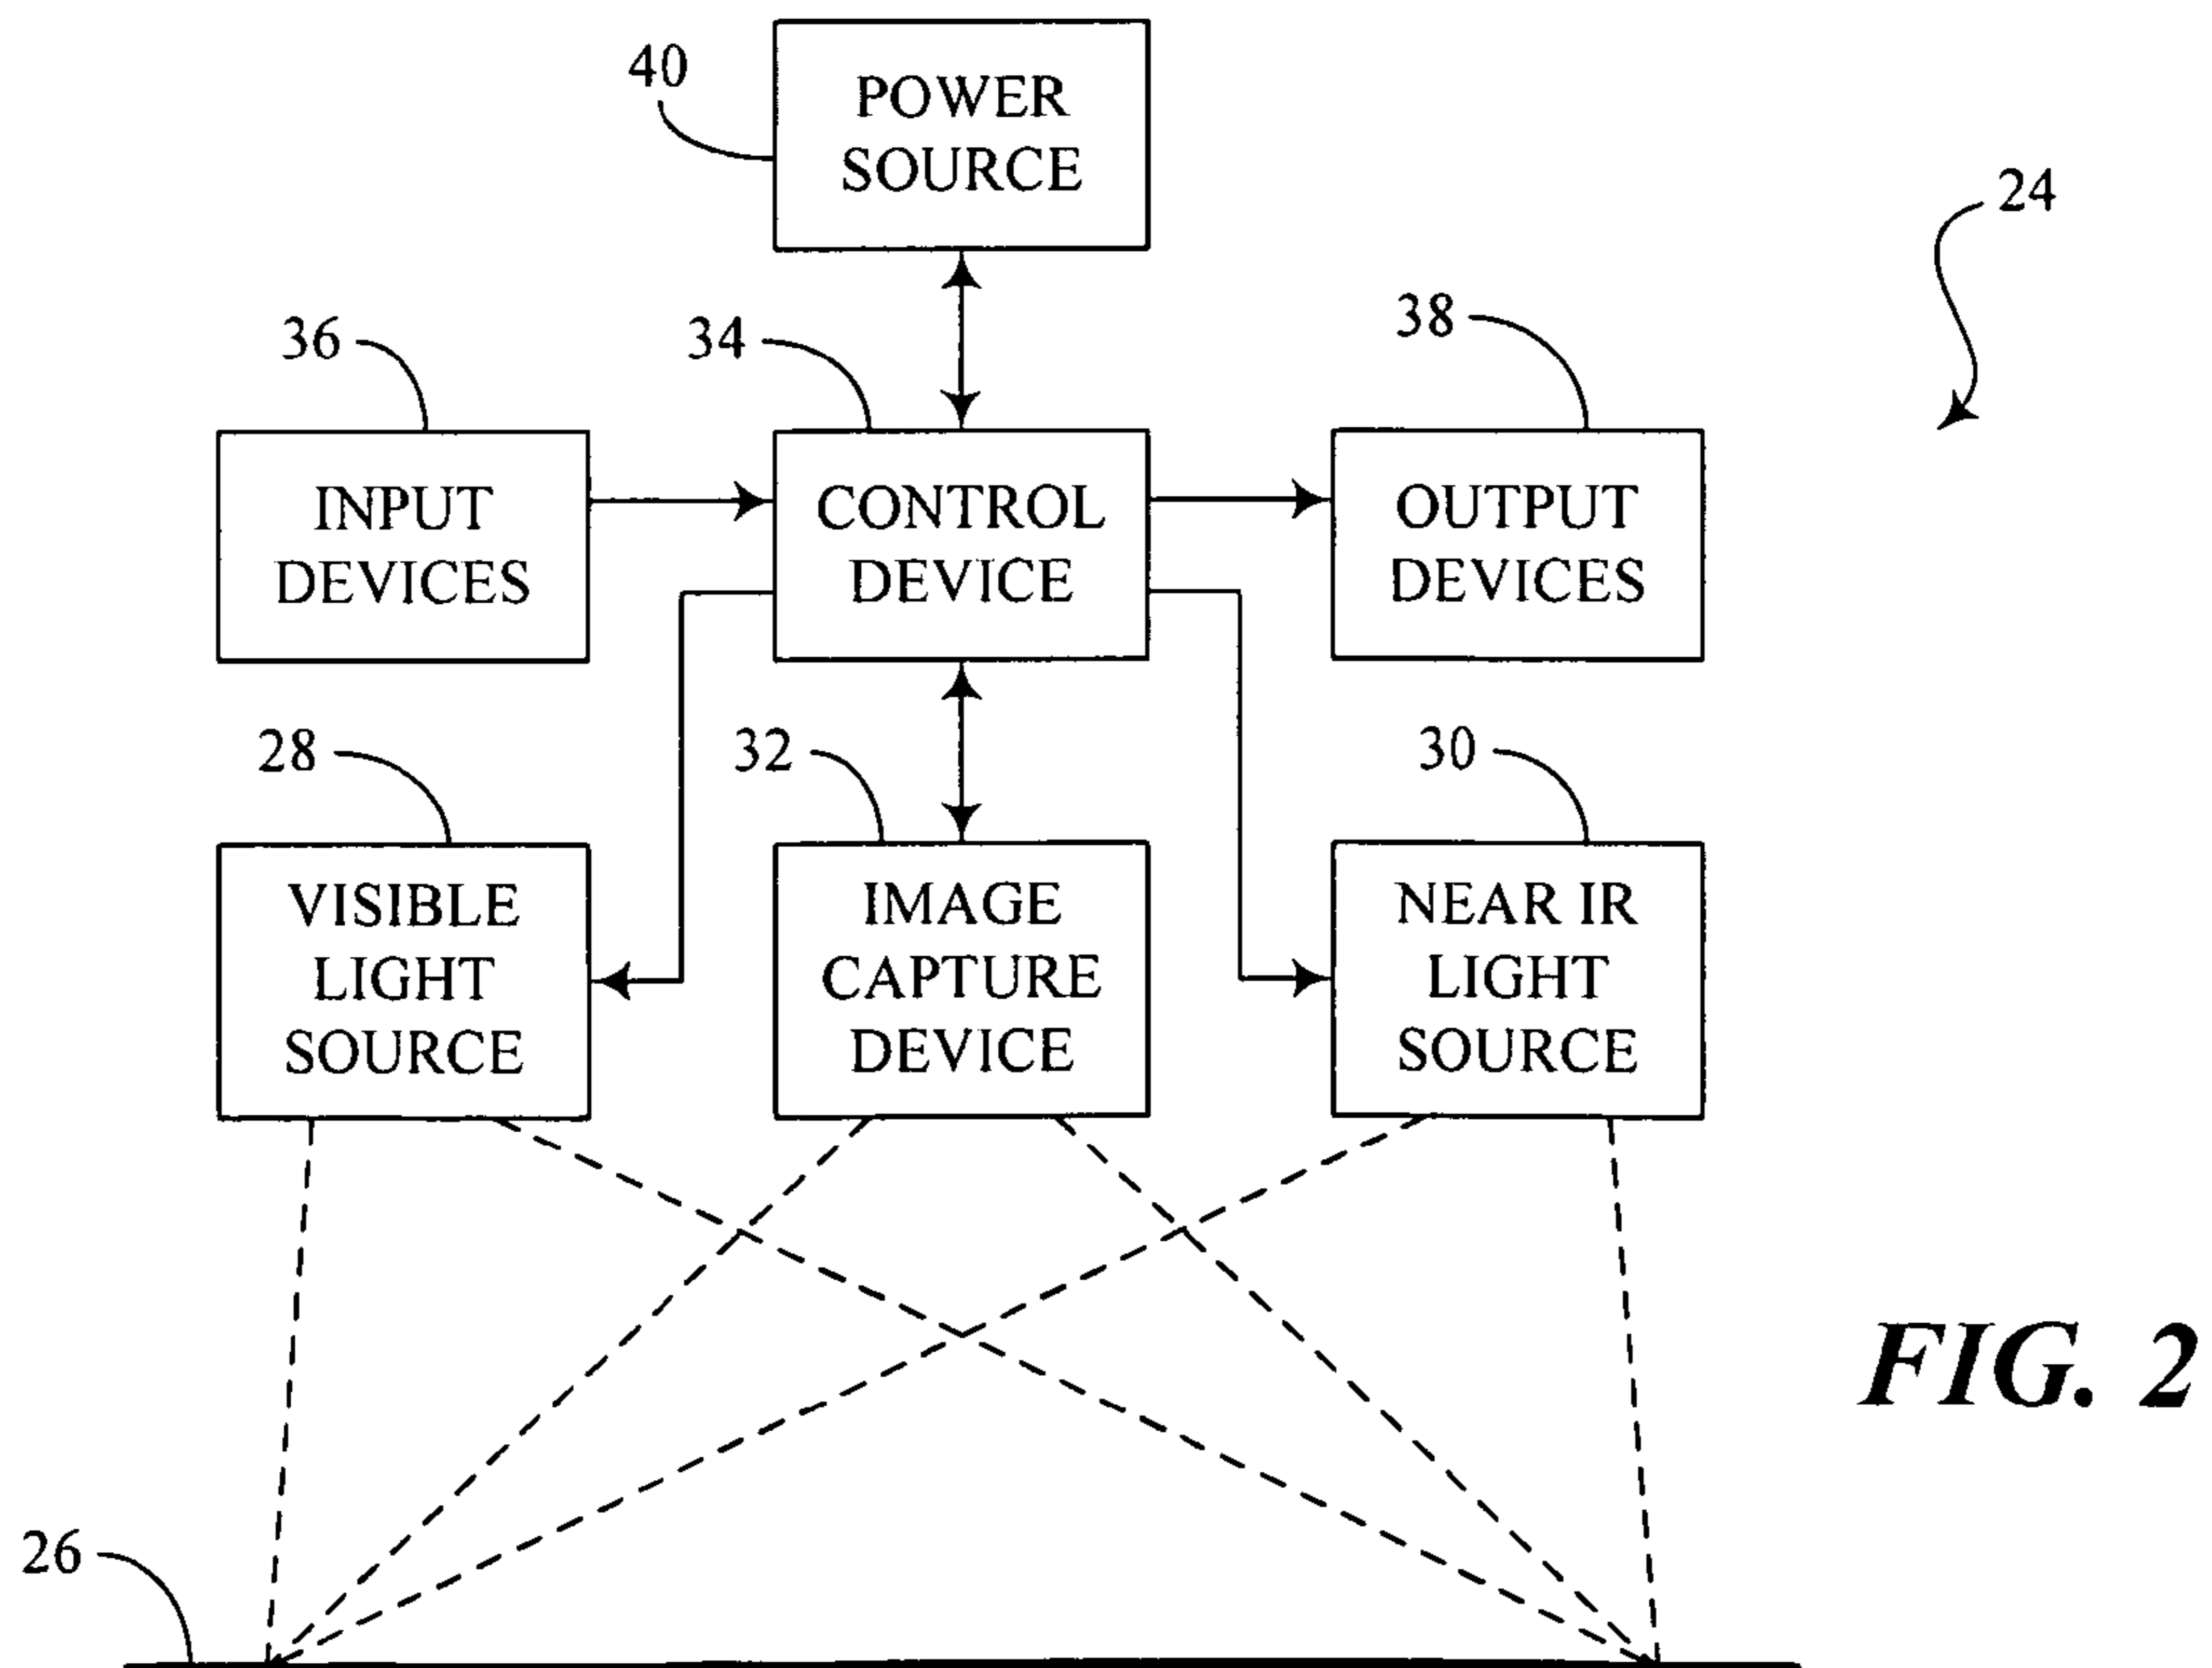 40
POWER
SOURCE
24
36
34
38
INPUT
DEVICES
CONTROL
DEVICE
OUTPUT
DEVICES
28
32
30
VISIBLE
LIGHT
SOURCE
IMAGE
CAPTURE
DEVICE
NEAR IR
LIGHT
SOURCE
FIG. 2
26